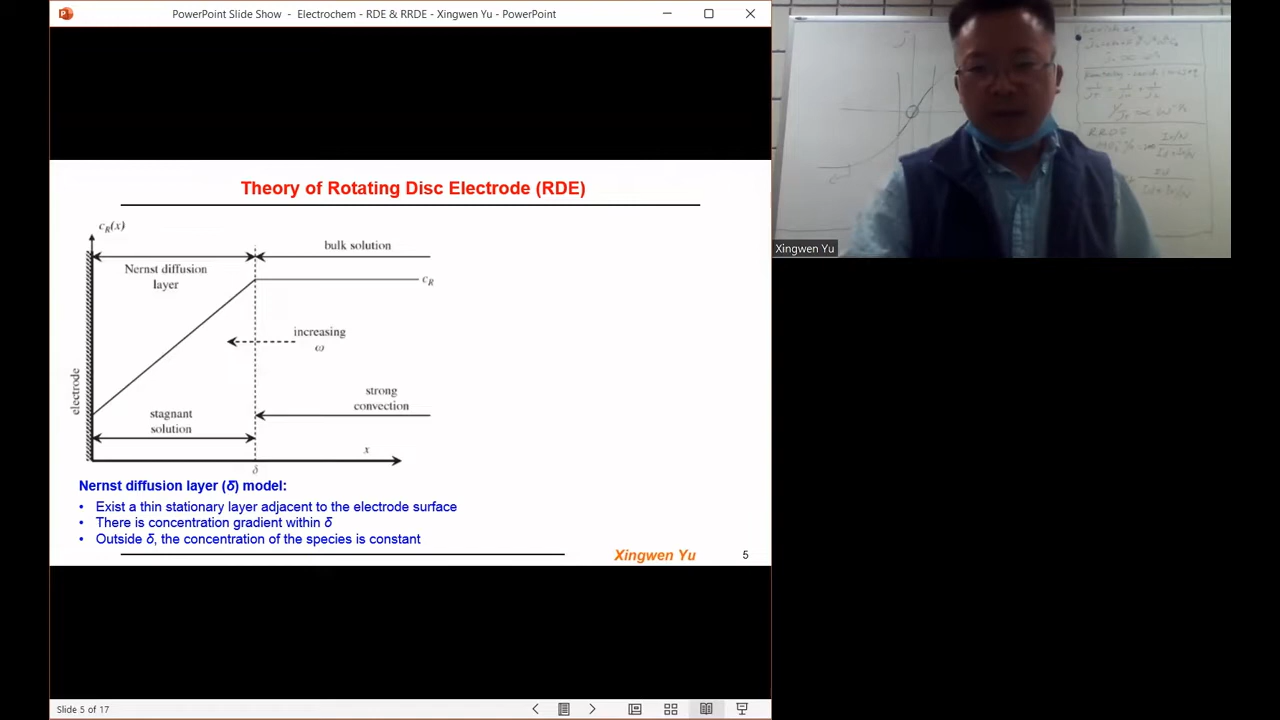 PowerPoint Slide Show - Electrochem - RDE & RRDE - Xingwen Yu - PowerPoint
Theory of Rotating Disc Electrode (RDE)
cR(x)
bulk solution
Nernst diffusion
layer
cR
increasing
ω
electrode
strong
convection
stagnant
solution
x
δ
Nernst diffusion layer (δ) model:
• Exist a thin stationary layer adjacent to the electrode surface
• There is concentration gradient within δ
• Outside δ, the concentration of the species is constant
Xingwen Yu
5
Slide 5 of 17
Xingwen Yu
RRDE